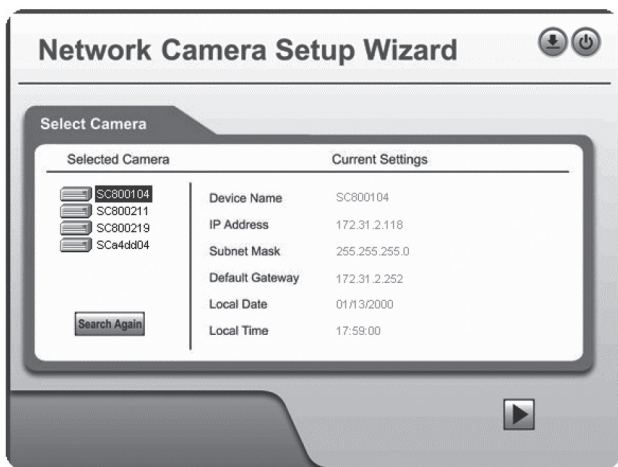 Network Camera Setup Wizard
Select Camera
Selected Camera
Current Settings
SC800104
SC800211
SC800219
SCa4dd04
Search Again
Device Name SC800104
IP Address 172.31.2.118
Subnet Mask 255.255.255.0
Default Gateway 172.31.2.252
Local Date 01/13/2000
Local Time 17:59:00